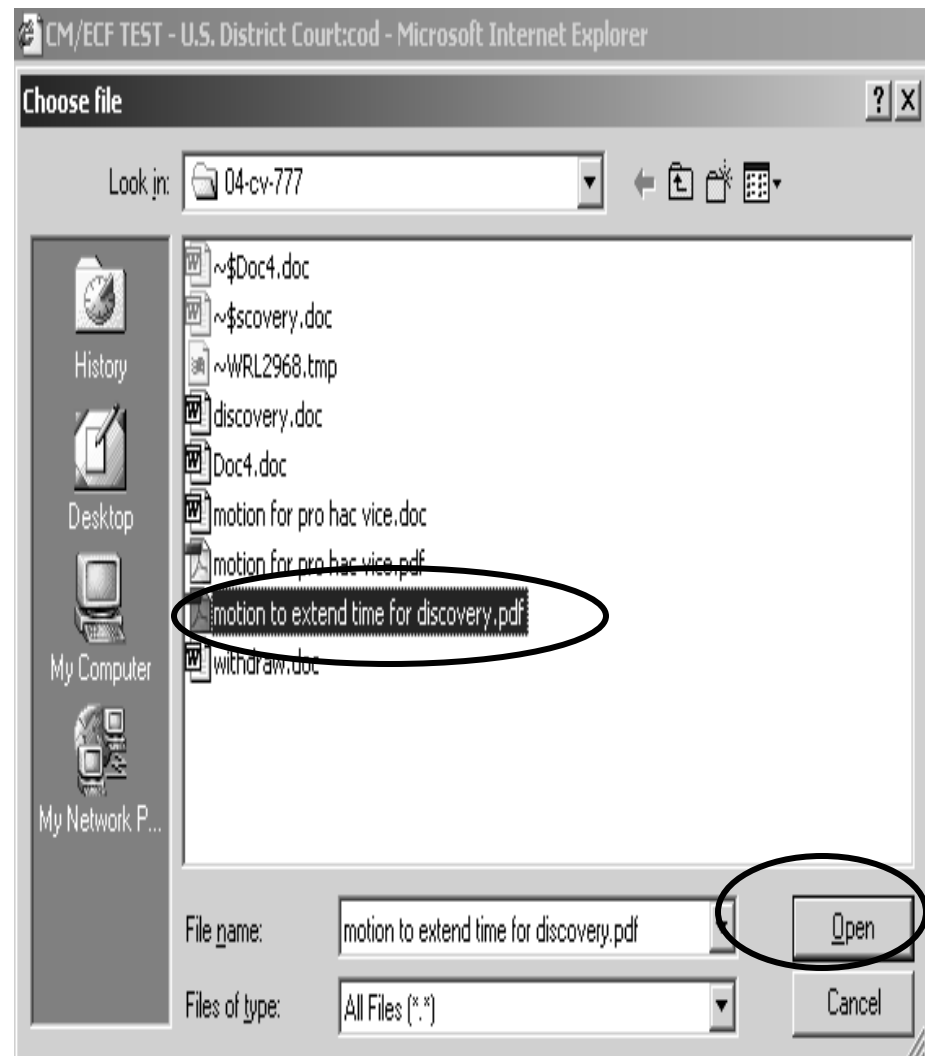 CM/ECF TEST - U.S. District Court:cod - Microsoft Internet Explorer
Choose file
Look in: 04-cv-777
History
Desktop
My Computer
My Network P...
~$Doc4.doc
~$scovery.doc
~WRL2968.tmp
discovery.doc
Doc4.doc
motion for pro hac vice.doc
motion for pro hac vice.pdf
motion to extend time for discovery.pdf
withdraw.doc
File name: motion to extend time for discovery.pdf Open
Files of type: All Files (*.*) Cancel